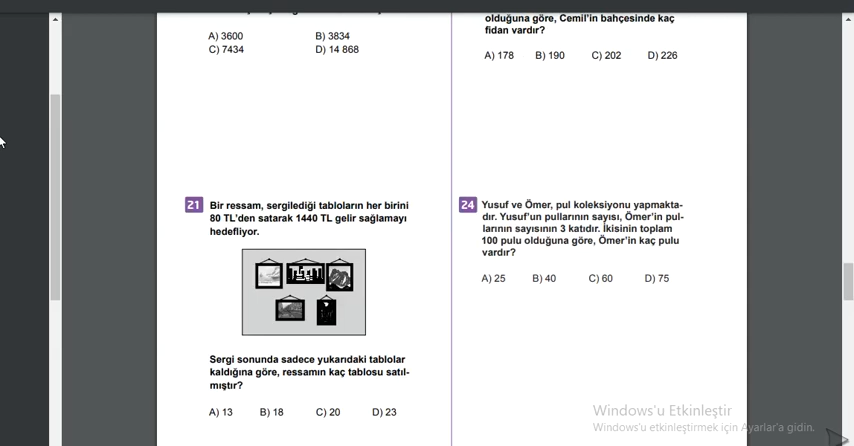 A) 3600 B) 3834
C) 7434 D) 14 868
olduğuna göre, Cemil'in bahçesinde kaç
fidan vardır?
A) 178 B) 190 C) 202 D) 226
21 Bir ressam, sergilediği tabloların her birini
80 TL'den satarak 1440 TL gelir sağlamayı
hedefliyor.
Sergi sonunda sadece yukarıdaki tablolar
kaldığına göre, ressamın kaç tablosu satıl-
mıştır?
A) 13 B) 18 C) 20 D) 23
24 Yusuf ve Ömer, pul koleksiyonu yapmakta-
dır. Yusuf'un pullarının sayısı, Ömer'in pul-
larının sayısının 3 katıdır. İkisinin toplam
100 pulu olduğuna göre, Ömer'in kaç pulu
vardır?
A) 25 B) 40 C) 60 D) 75
Windows'u Etkinleştir
Windows'u etkinleştirmek için Ayarlar'a gidin.